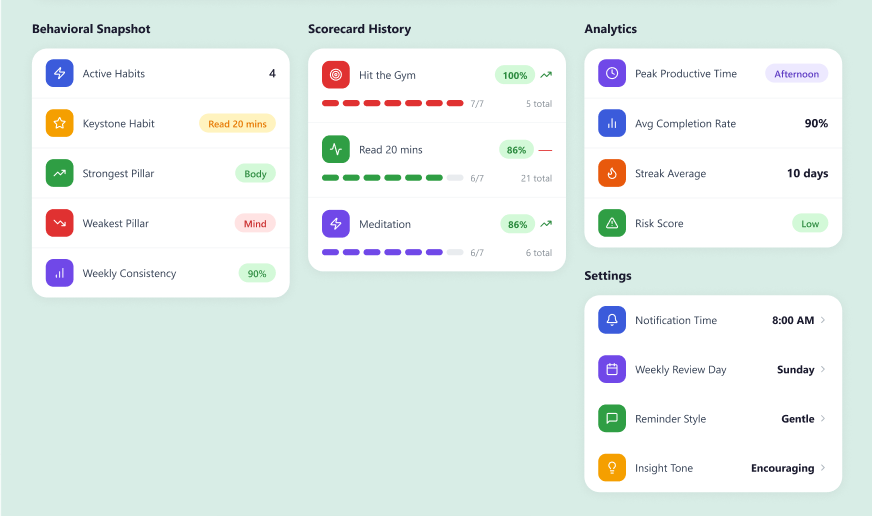 Behavioral Snapshot
Active Habits 4
Keystone Habit Read 20 mins
Strongest Pillar Body
Weakest Pillar Mind
Weekly Consistency 90%
Scorecard History
Hit the Gym 100%
7/7 5 total
Read 20 mins 86%
6/7 21 total
Meditation 86%
6/7 6 total
Analytics
Peak Productive Time Afternoon
Avg Completion Rate 90%
Streak Average 10 days
Risk Score Low
Settings
Notification Time 8:00 AM
Weekly Review Day Sunday
Reminder Style Gentle
Insight Tone Encouraging